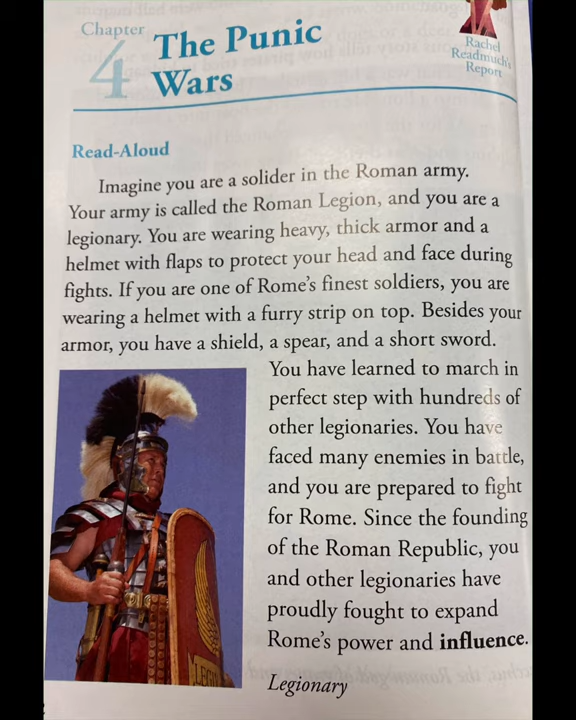 Chapter
4
The Punic
Wars
Rachel
Readmuch's
Report
Read-Aloud
Imagine you are a solider in the Roman army.
Your army is called the Roman Legion, and you are a
legionary. You are wearing heavy, thick armor and a
helmet with flaps to protect your head and face during
fights. If you are one of Rome's finest soldiers, you are
wearing a helmet with a furry strip on top. Besides your
armor, you have a shield, a spear, and a short sword.
You have learned to march in
perfect step with hundreds of
other legionaries. You have
faced many enemies in battle,
and you are prepared to fight
for Rome. Since the founding
of the Roman Republic, you
and other legionaries have
proudly fought to expand
Rome's power and influence.
Legionary